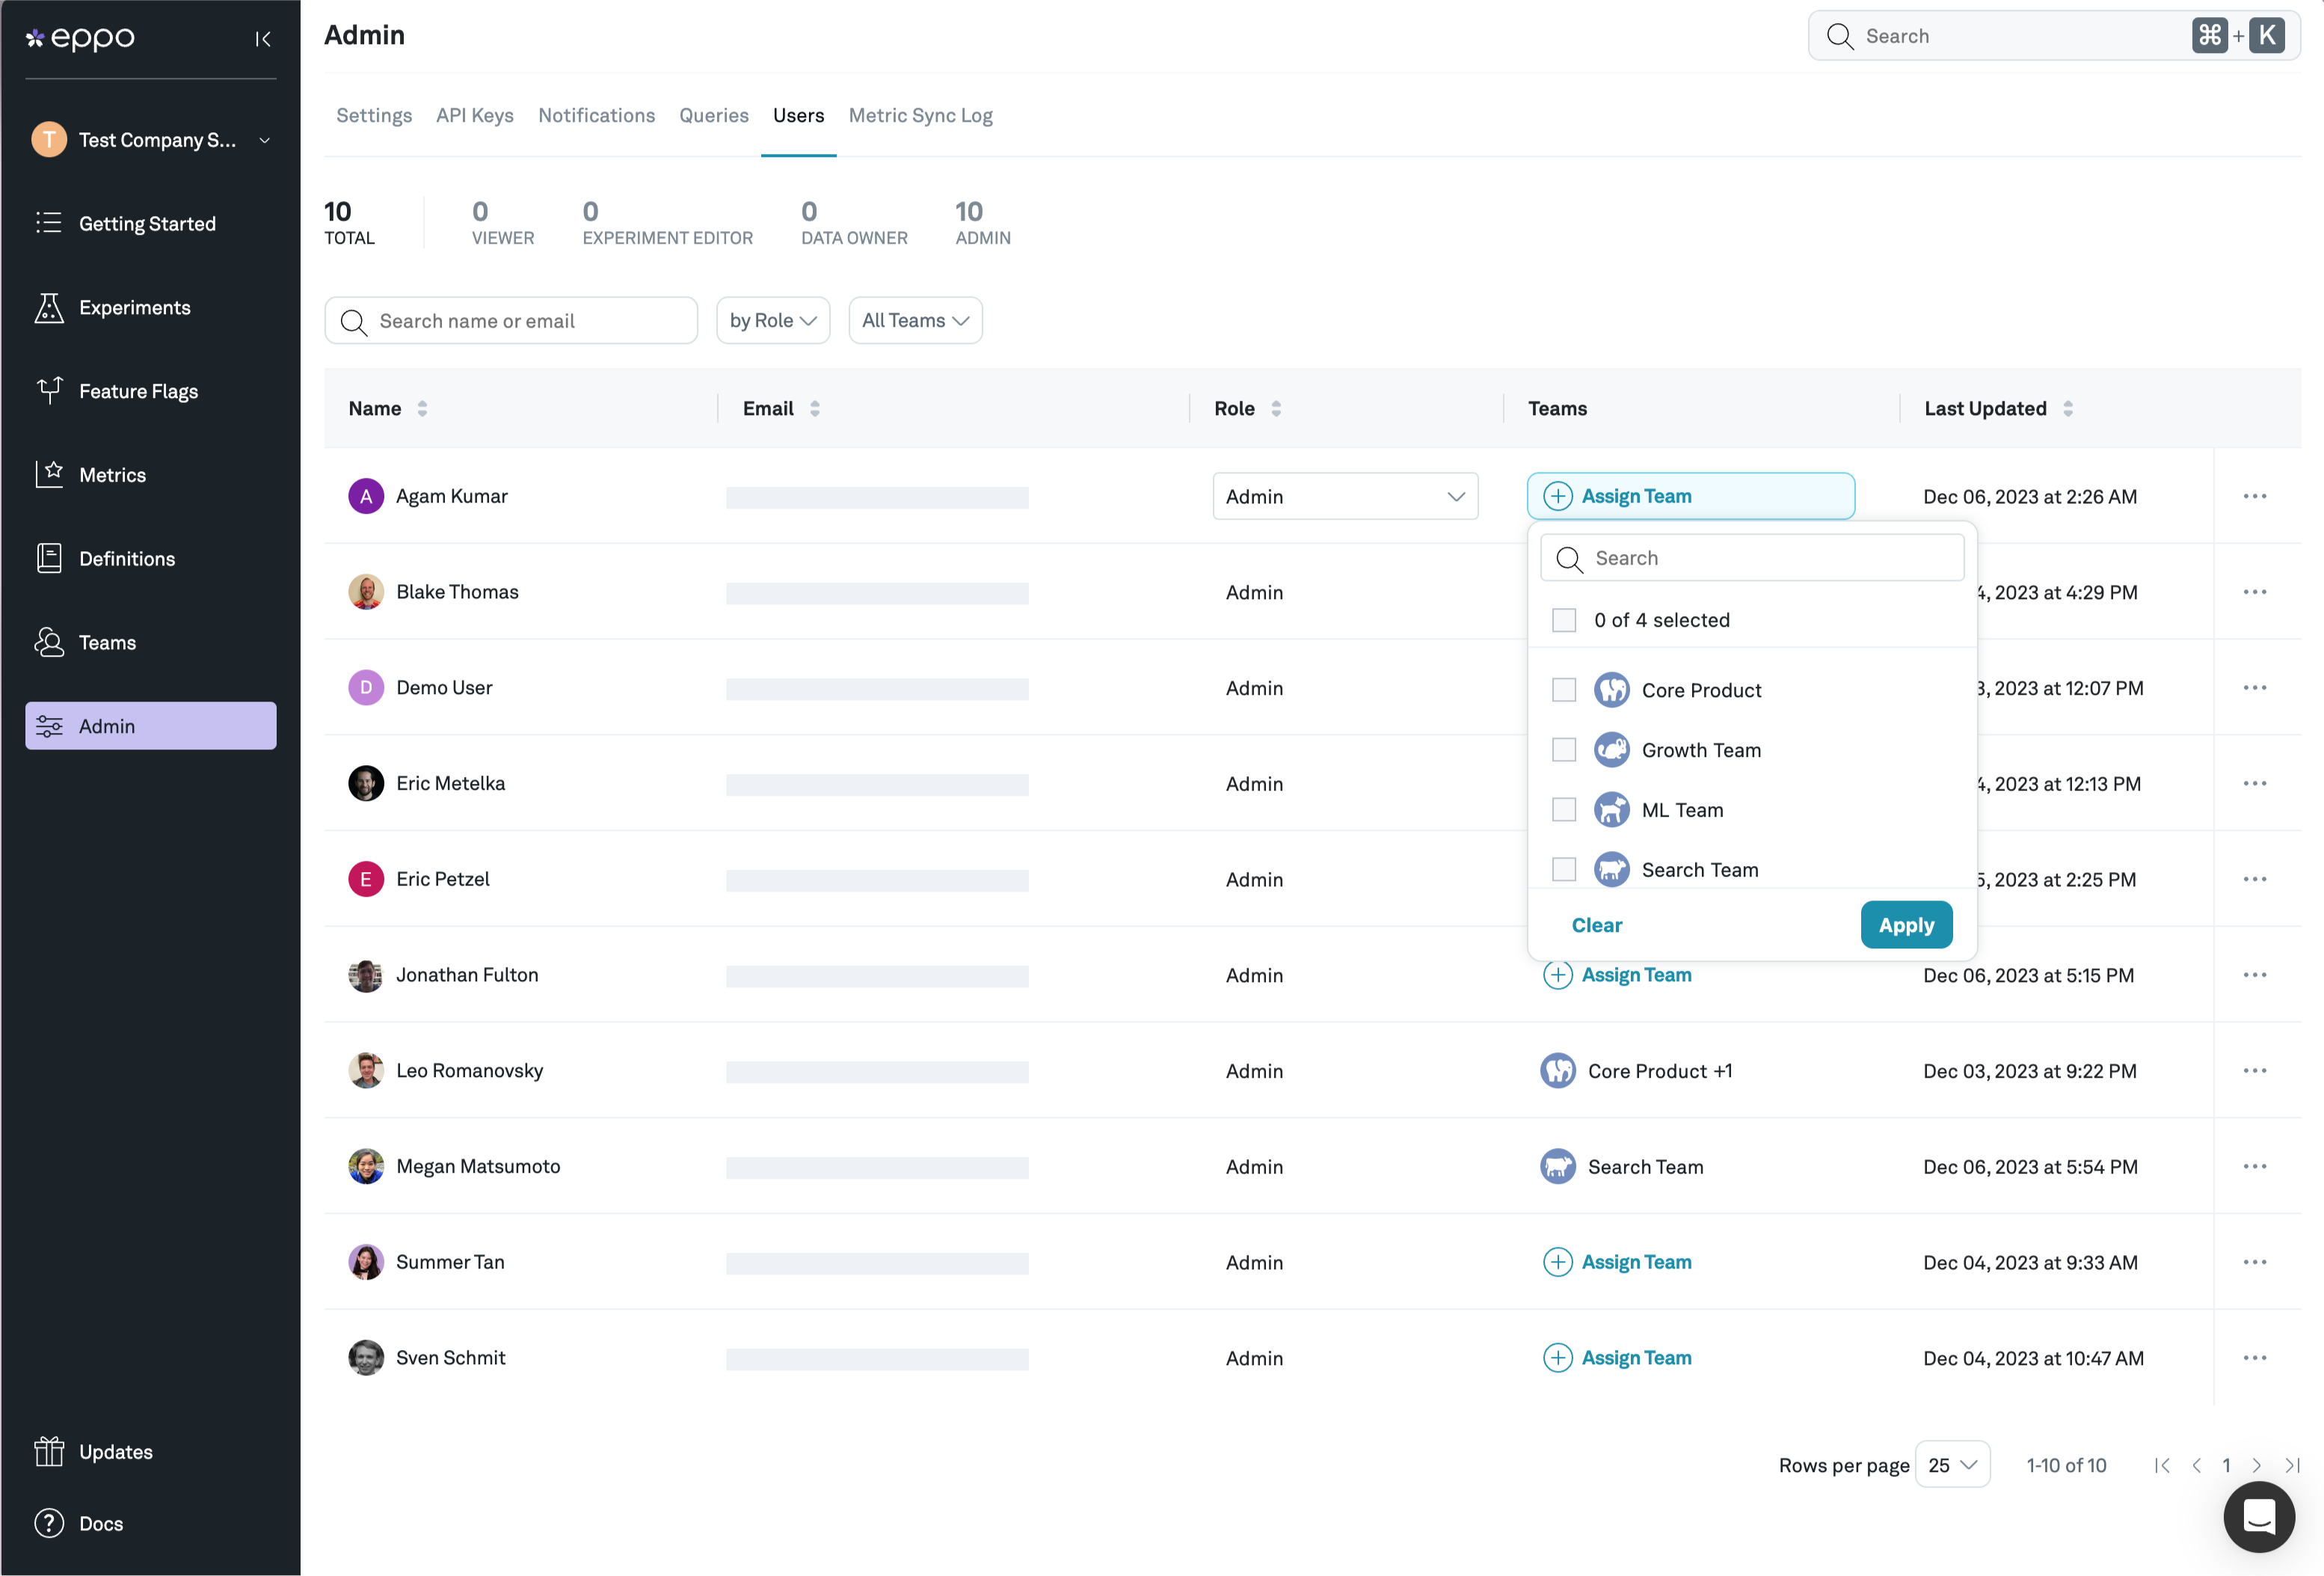 eppo
Admin
Search
⌘ + K
T Test Company S...
Settings API Keys Notifications Queries Users Metric Sync Log
Getting Started
10 0 0 0 10
TOTAL VIEWER EXPERIMENT EDITOR DATA OWNER ADMIN
Experiments
Search name or email by Role All Teams
Feature Flags
Name Email Role Teams Last Updated
Metrics
A Agam Kumar Admin Assign Team Dec 06, 2023 at 2:26 AM
Definitions
Search
Blake Thomas Admin 4, 2023 at 4:29 PM
0 of 4 selected
Teams
D Demo User Admin 3, 2023 at 12:07 PM
Core Product
Admin
Growth Team
Eric Metelka Admin 4, 2023 at 12:13 PM
ML Team
E Eric Petzel Admin 5, 2023 at 2:25 PM
Search Team
Clear Apply
Jonathan Fulton Admin Assign Team Dec 06, 2023 at 5:15 PM
Leo Romanovsky Admin Core Product +1 Dec 03, 2023 at 9:22 PM
Megan Matsumoto Admin Search Team Dec 06, 2023 at 5:54 PM
Summer Tan Admin Assign Team Dec 04, 2023 at 9:33 AM
Sven Schmit Admin Assign Team Dec 04, 2023 at 10:47 AM
Updates
Rows per page 25 1-10 of 10 1
Docs